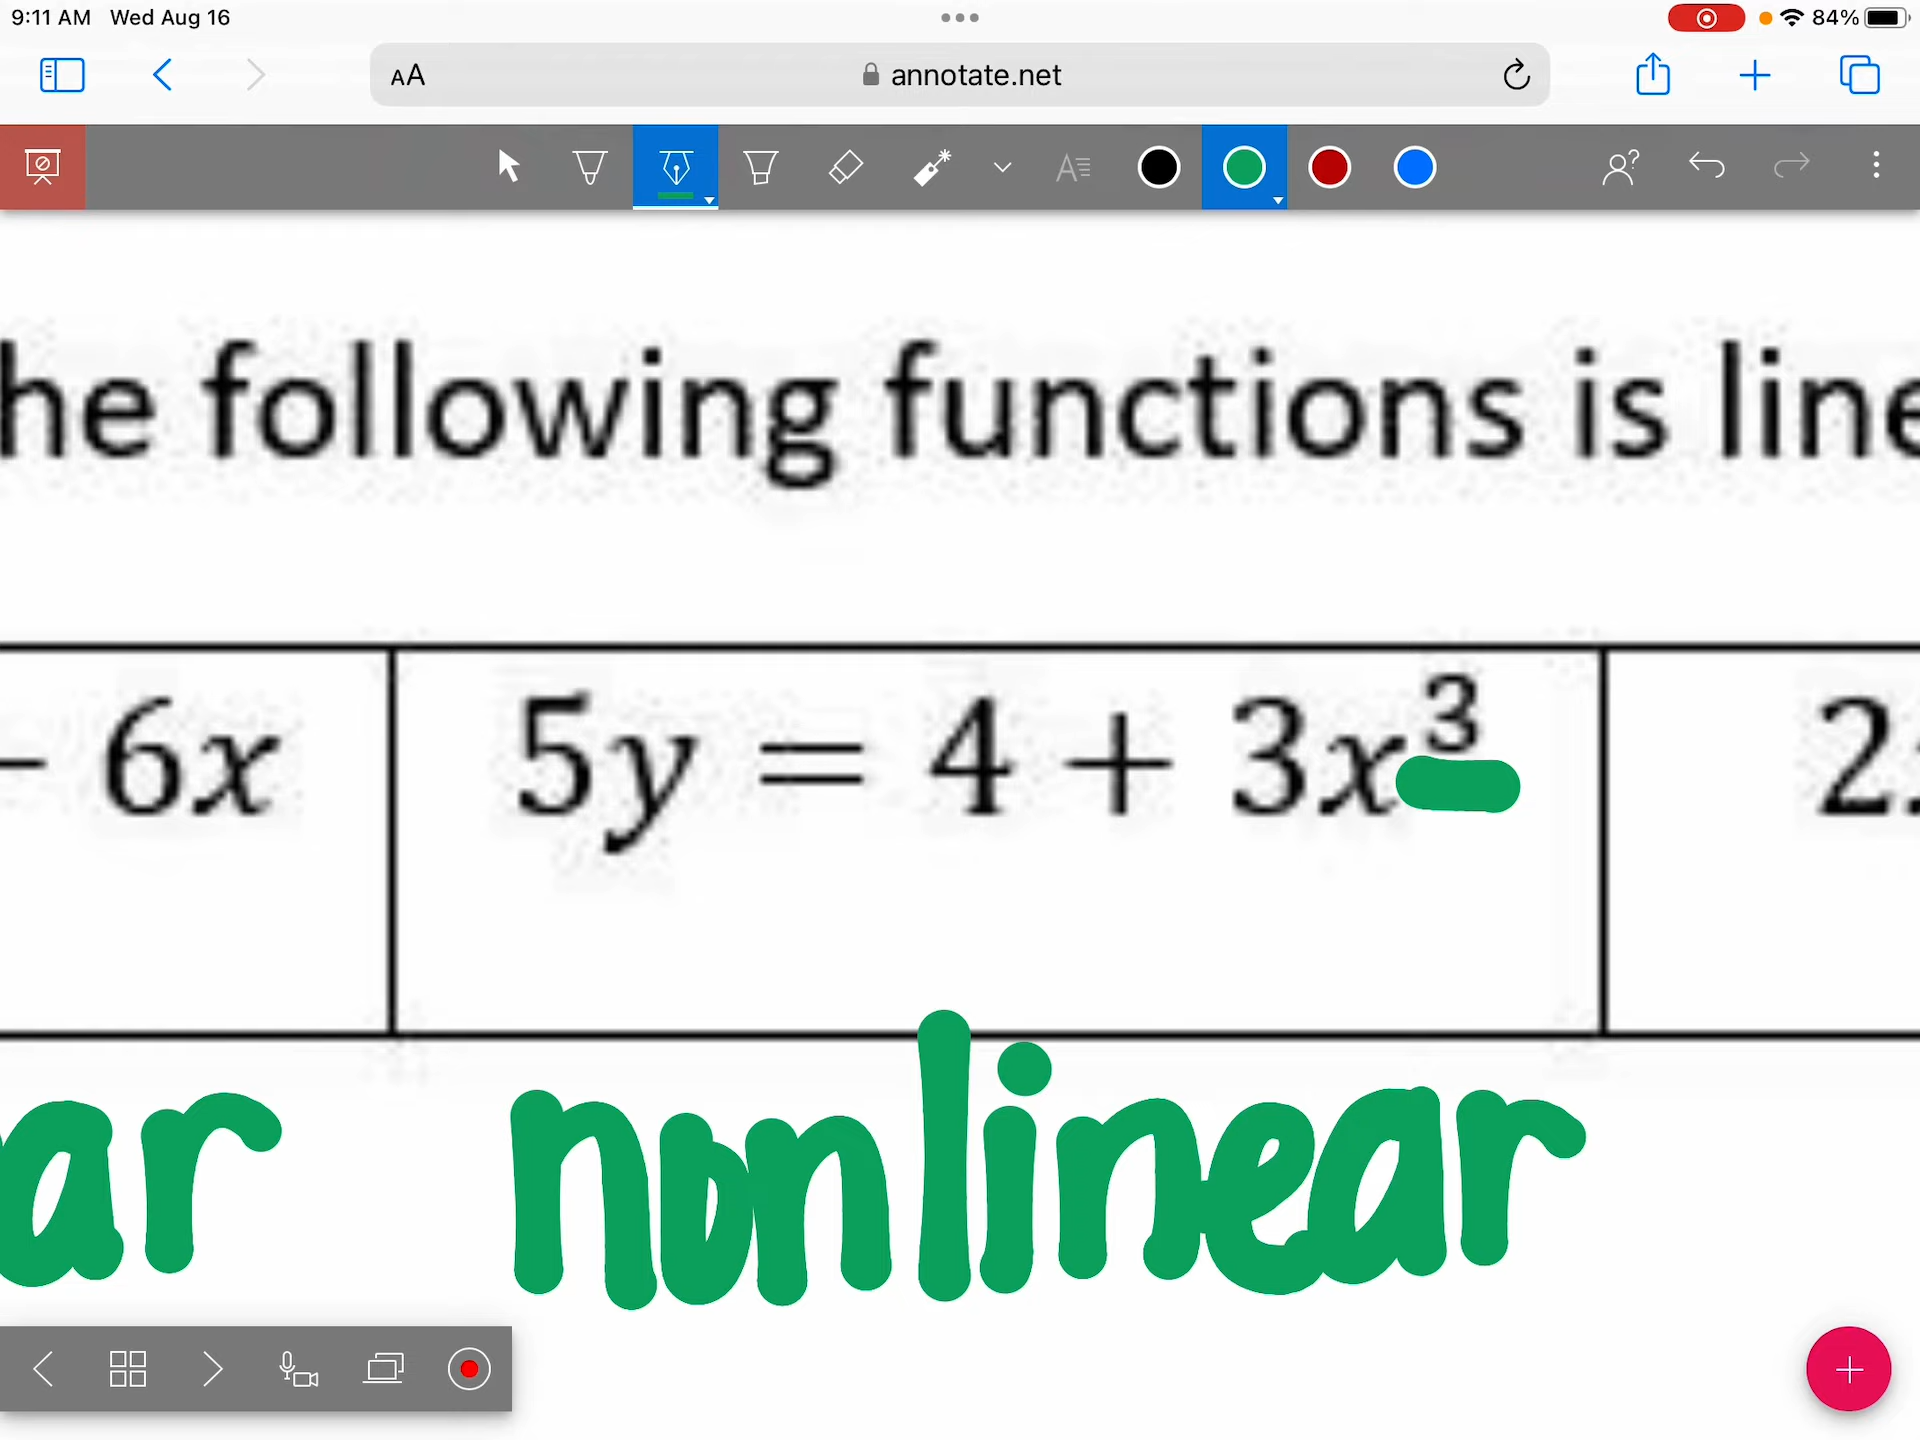 9:11 AM Wed Aug 16 84%
AA annotate.net
he following functions is line
- 6x 5y = 4 + 3x³ 2
ar nonlinear